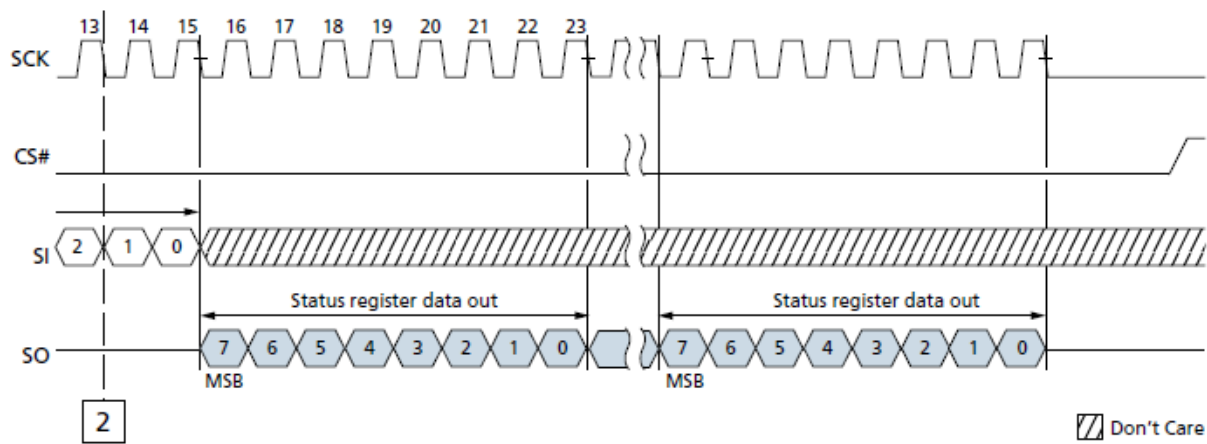 13 14 15 16 17 18 19 20 21 22 23
SCK
CS#
2 1 0
SI
Status register data out Status register data out
7 6 5 4 3 2 1 0 7 6 5 4 3 2 1 0
SO
MSB MSB
2
Don't Care